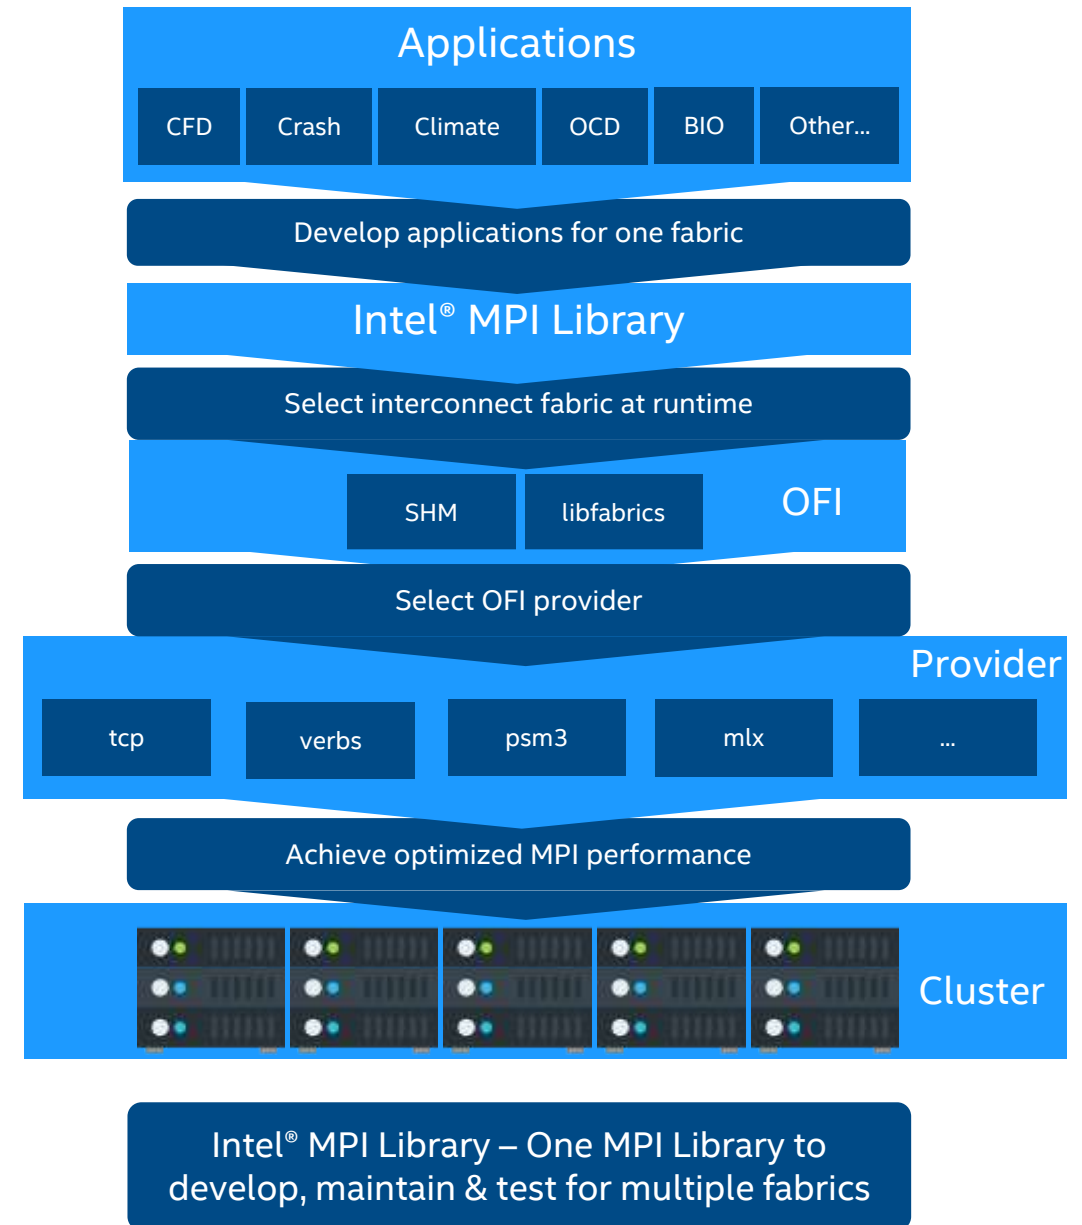 Applications
CFD
Crash
Climate
OCD
BIO
Other...
Develop applications for one fabric
Intel® MPI Library
Select interconnect fabric at runtime
SHM
libfabrics
OFI
Select OFI provider
Provider
tcp
verbs
psm3
mlx
...
Achieve optimized MPI performance
Cluster
Intel® MPI Library – One MPI Library to
develop, maintain & test for multiple fabrics